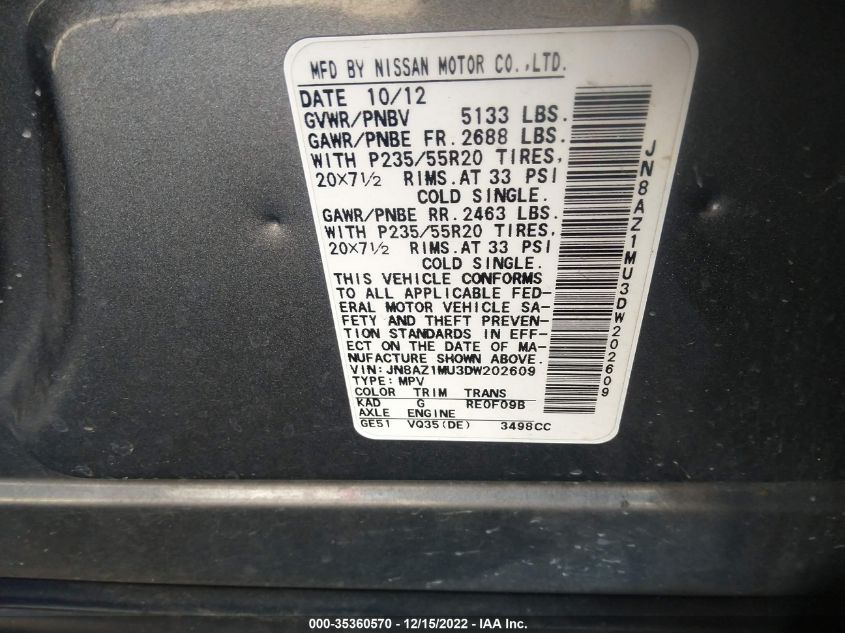 MFD BY NISSAN MOTOR CO.,LTD.
DATE 10/12
GVWR/PNBV 5133 LBS.
GAWR/PNBE FR. 2688 LBS.
WITH P235/55R20 TIRES,
20×7½ RIMS. AT 33 PSI
COLD SINGLE.
GAWR/PNBE RR. 2463 LBS.
WITH P235/55R20 TIRES,
20×7½ RIMS. AT 33 PSI
COLD SINGLE.
THIS VEHICLE CONFORMS
TO ALL APPLICABLE FED-
ERAL MOTOR VEHICLE SA-
FETY AND THEFT PREVEN-
TION STANDARDS IN EFF-
ECT ON THE DATE OF MA-
NUFACTURE SHOWN ABOVE.
VIN: JN8AZ1MU3DW202609
TYPE: MPV
COLOR TRIM TRANS
KAD G RE0F09B
AXLE ENGINE
GE51 VQ35(DE) 3498CC
JN8AZ1MU3DW202609
000-35360570 - 12/15/2022 - IAA Inc.